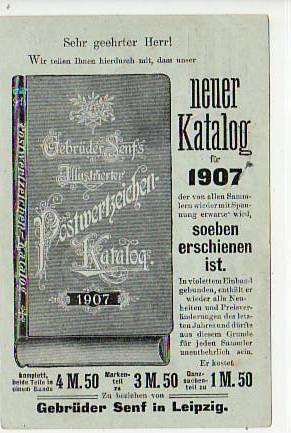 Sehr geehrter Herr!
Wir teilen Ihnen hierdurch mit, dass unser
neuer
Katalog
für
1907
der von allen Samm-
lern wieder mit Span-
nung erwarte wird,
soeben
erschienen
ist.
In violettem Einband
gebunden, enthält er
wieder alle Neu-
heiten und Preisver-
änderungen des letz-
ten Jahres und dürfte
aus diesem Grunde
für jeden Sammler
unentbehrlich sein.
Er kostet
Gebrüder Senf's
Illustrierter
Postwertzeichen-
Katalog.
1907
Postwertzeichen-Katalog
komplett,
beide Teile in
einem Bande
4 M. 50
Marken-
teil
zu
3 M. 50
Ganz-
sachen-
teil zu
1 M. 50
Zu beziehen von
Gebrüder Senf in Leipzig.